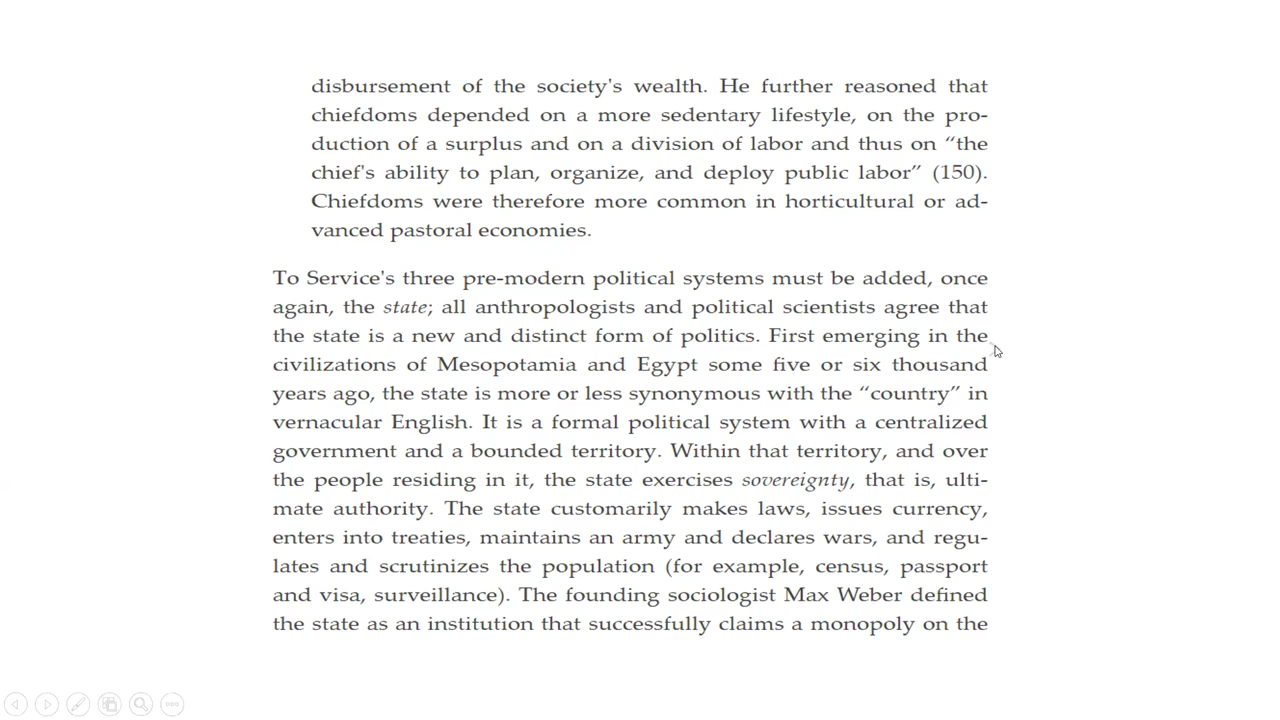 disbursement of the society's wealth. He further reasoned that
chiefdoms depended on a more sedentary lifestyle, on the pro-
duction of a surplus and on a division of labor and thus on “the
chief's ability to plan, organize, and deploy public labor” (150).
Chiefdoms were therefore more common in horticultural or ad-
vanced pastoral economies.
To Service's three pre-modern political systems must be added, once
again, the state; all anthropologists and political scientists agree that
the state is a new and distinct form of politics. First emerging in the
civilizations of Mesopotamia and Egypt some five or six thousand
years ago, the state is more or less synonymous with the “country” in
vernacular English. It is a formal political system with a centralized
government and a bounded territory. Within that territory, and over
the people residing in it, the state exercises sovereignty, that is, ulti-
mate authority. The state customarily makes laws, issues currency,
enters into treaties, maintains an army and declares wars, and regu-
lates and scrutinizes the population (for example, census, passport
and visa, surveillance). The founding sociologist Max Weber defined
the state as an institution that successfully claims a monopoly on the